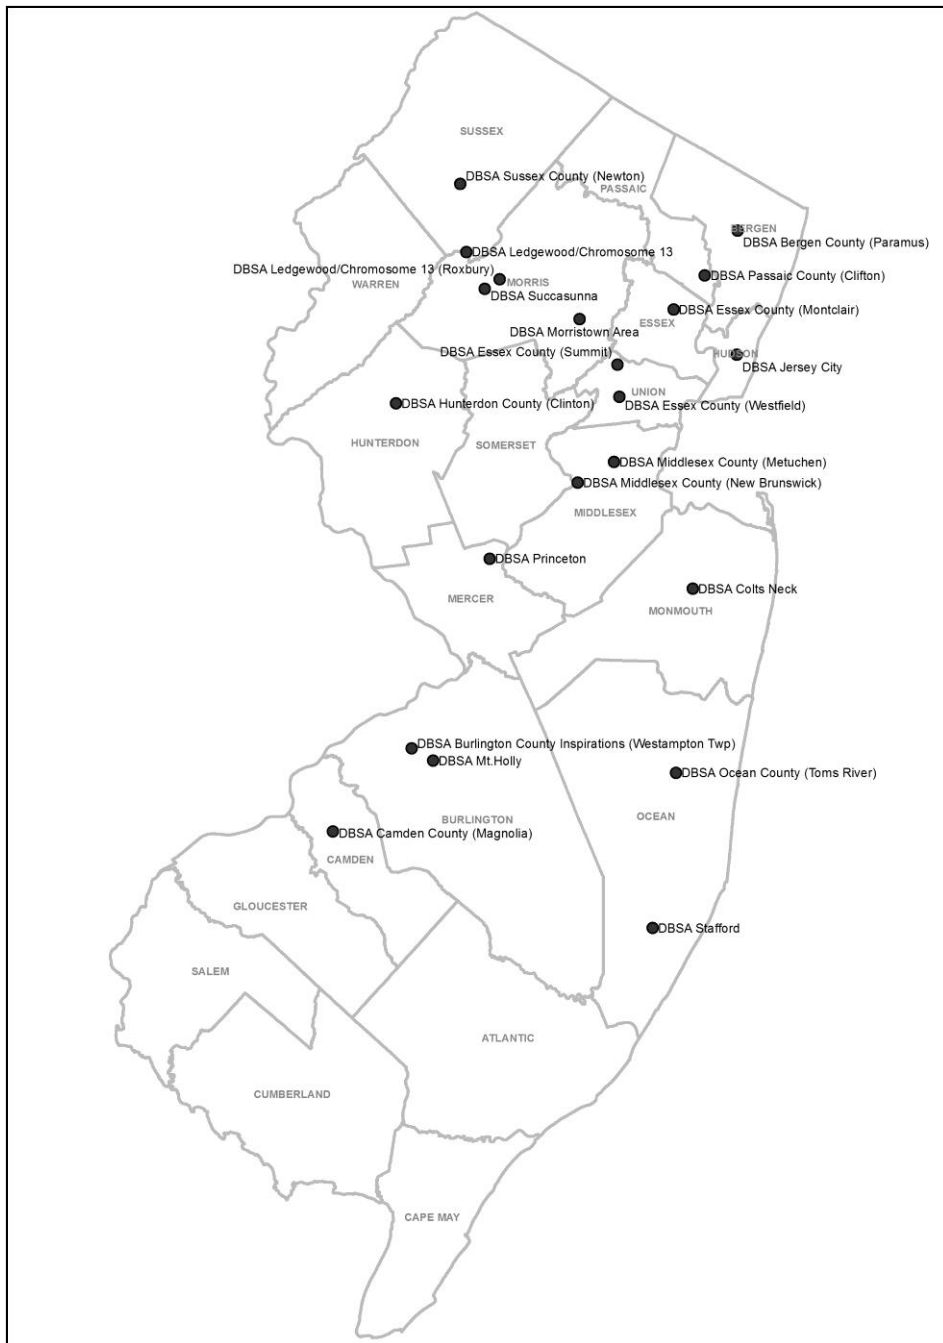 SUSSEX
DBSA Sussex County (Newton)
PASSAIC
BERGEN
DBSA Bergen County (Paramus)
DBSA Ledgewood/Chromosome 13
DBSA Ledgewood/Chromosome 13 (Roxbury)
DBSA Passaic County (Clifton)
WARREN
MORRIS
DBSA Succasunna
DBSA Essex County (Montclair)
ESSEX
DBSA Morristown Area
DBSA Essex County (Summit)
HUDSON
DBSA Jersey City
UNION
DBSA Hunterdon County (Clinton)
DBSA Essex County (Westfield)
HUNTERDON
SOMERSET
DBSA Middlesex County (Metuchen)
DBSA Middlesex County (New Brunswick)
MIDDLESEX
DBSA Princeton
DBSA Colts Neck
MERCER
MONMOUTH
DBSA Burlington County Inspirations (Westampton Twp)
DBSA Mt.Holly
DBSA Ocean County (Toms River)
BURLINGTON
OCEAN
DBSA Camden County (Magnolia)
CAMDEN
GLOUCESTER
DBSA Stafford
SALEM
ATLANTIC
CUMBERLAND
CAPE MAY